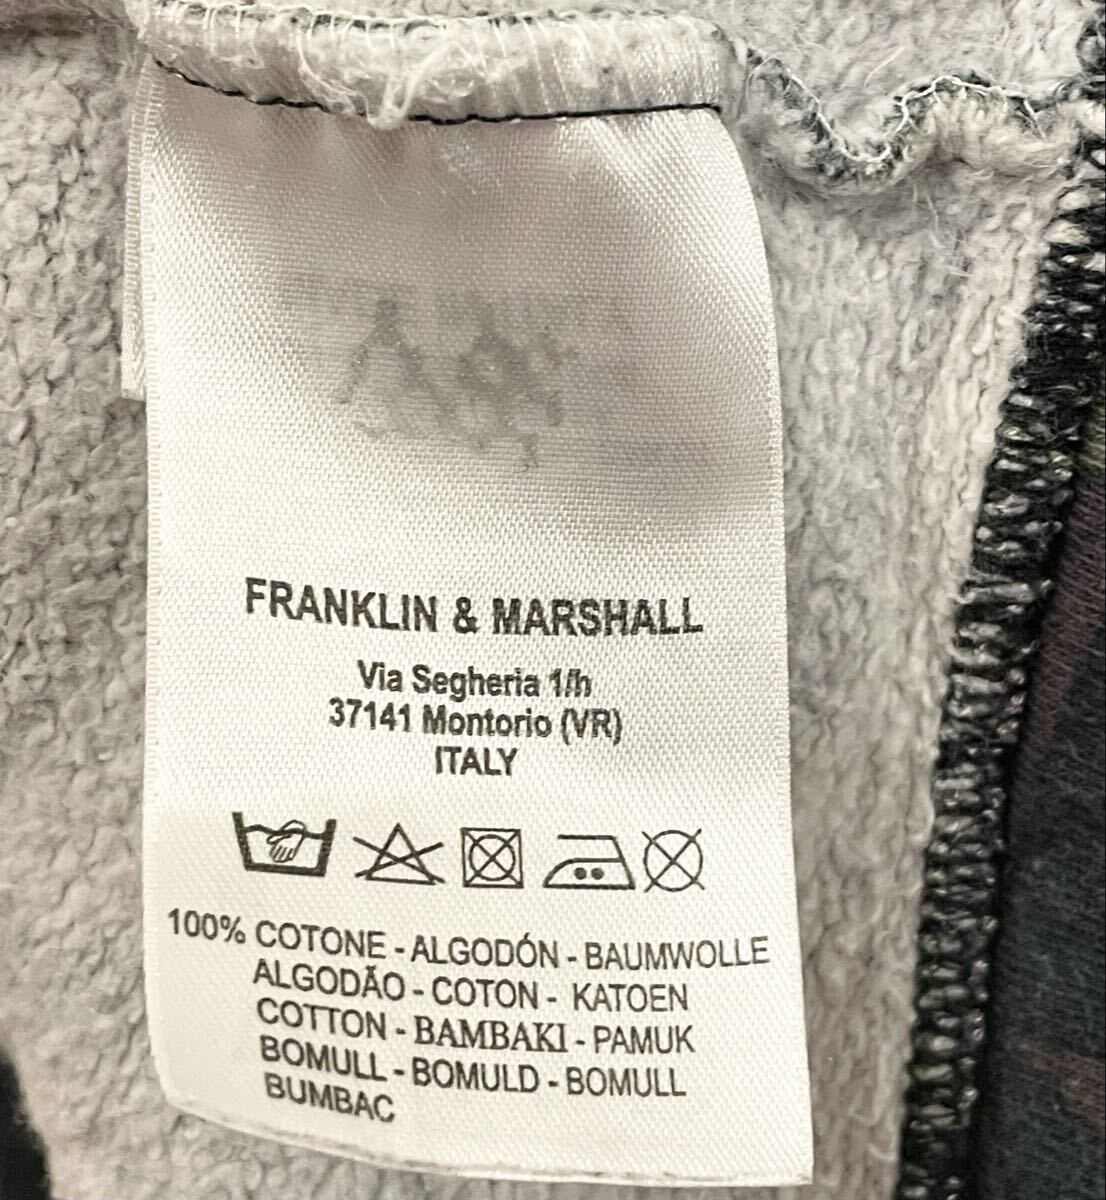 FRANKLIN & MARSHALL
Via Segheria 1/h
37141 Montorio (VR)
ITALY
100% COTONE - ALGODÓN - BAUMWOLLE
ALGODÃO - COTON - KATOEN
COTTON - BAMBAKI - PAMUK
BOMULL - BOMULD - BOMULL
BUMBAC